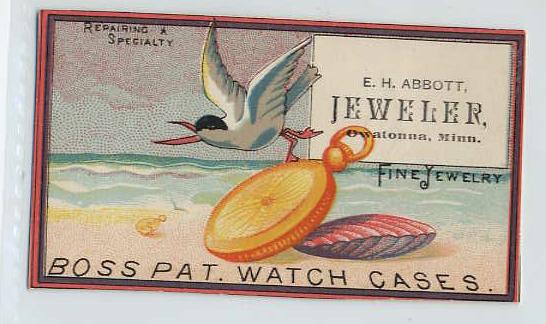 REPAIRING A
SPECIALTY
E. H. ABBOTT,
JEWELER,
Owatonna, Minn.
FINE JEWELRY
BOSS PAT. WATCH CASES.